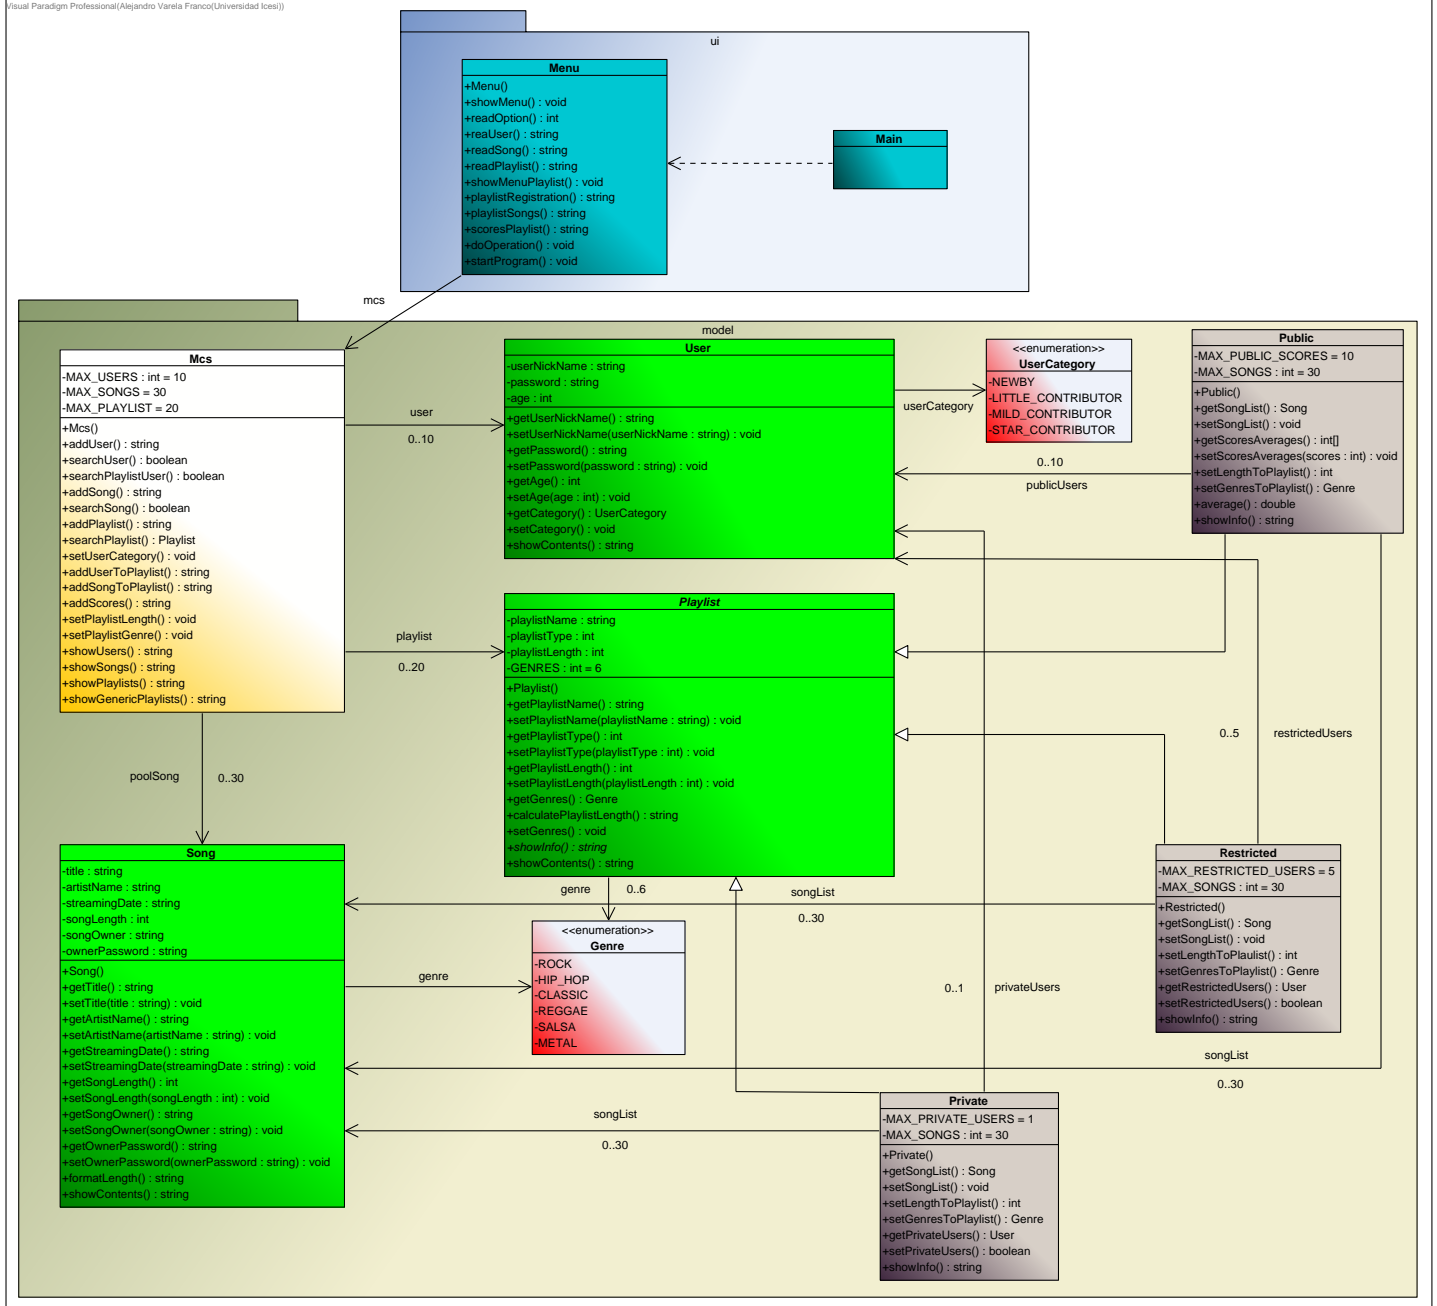 Visual Paradigm Professional(Alejandro Varela Franco(Universidad Icesi))
ui
Menu
+Menu()
+showMenu() : void
+readOption() : int
+reaUser() : string
+readSong() : string
+readPlaylist() : string
+showMenuPlaylist() : void
+playlistRegistration() : string
+playlistSongs() : string
+scoresPlaylist() : string
+doOperation() : void
+startProgram() : void
Main
mcs
model
Mcs
-MAX_USERS : int = 10
-MAX_SONGS = 30
-MAX_PLAYLIST = 20
+Mcs()
+addUser() : string
+searchUser() : boolean
+searchPlaylistUser() : boolean
+addSong() : string
+searchSong() : boolean
+addPlaylist() : string
+searchPlaylist() : Playlist
+setUserCategory() : void
+addUserToPlaylist() : string
+addSongToPlaylist() : string
+addScores() : string
+setPlaylistLength() : void
+setPlaylistGenre() : void
+showUsers() : string
+showSongs() : string
+showPlaylists() : string
+showGenericPlaylists() : string
user
0..10
User
-userNickName : string
-password : string
-age : int
+getUserNickName() : string
+setUserNickName(userNickName : string) : void
+getPassword() : string
+setPassword(password : string) : void
+getAge() : int
+setAge(age : int) : void
+getCategory() : UserCategory
+setCategory() : void
+showContents() : string
userCategory
<<enumeration>>
UserCategory
-NEWBY
-LITTLE_CONTRIBUTOR
-MILD_CONTRIBUTOR
-STAR_CONTRIBUTOR
0..10
publicUsers
Public
-MAX_PUBLIC_SCORES = 10
-MAX_SONGS : int = 30
+Public()
+getSongList() : Song
+setSongList() : void
+getScoresAverages() : int[]
+setScoresAverages(scores : int) : void
+setLengthToPlaylist() : int
+setGenresToPlaylist() : Genre
+average() : double
+showInfo() : string
playlist
0..20
Playlist
-playlistName : string
-playlistType : int
-playlistLength : int
-GENRES : int = 6
+Playlist()
+getPlaylistName() : string
+setPlaylistName(playlistName : string) : void
+getPlaylistType() : int
+setPlaylistType(playlistType : int) : void
+getPlaylistLength() : int
+setPlaylistLength(playlistLength : int) : void
+getGenres() : Genre
+calculatePlaylistLength() : string
+setGenres() : void
+showInfo() : string
+showContents() : string
0..5
restrictedUsers
poolSong
0..30
Song
-title : string
-artistName : string
-streamingDate : string
-songLength : int
-songOwner : string
-ownerPassword : string
+Song()
+getTitle() : string
+setTitle(title : string) : void
+getArtistName() : string
+setArtistName(artistName : string) : void
+getStreamingDate() : string
+setStreamingDate(streamingDate : string) : void
+getSongLength() : int
+setSongLength(songLength : int) : void
+getSongOwner() : string
+setSongOwner(songOwner : string) : void
+getOwnerPassword() : string
+setOwnerPassword(ownerPassword : string) : void
+formatLength() : string
+showContents() : string
genre
0..6
songList
0..30
<<enumeration>>
Genre
-ROCK
-HIP_HOP
-CLASSIC
-REGGAE
-SALSA
-METAL
genre
0..1
privateUsers
Restricted
-MAX_RESTRICTED_USERS = 5
-MAX_SONGS : int = 30
+Restricted()
+getSongList() : Song
+setSongList() : void
+setLengthToPlaulist() : int
+setGenresToPlaylist() : Genre
+getRestrictedUsers() : User
+setRestrictedUsers() : boolean
+showInfo() : string
songList
0..30
songList
0..30
Private
-MAX_PRIVATE_USERS = 1
-MAX_SONGS : int = 30
+Private()
+getSongList() : Song
+setSongList() : void
+setLengthToPlaylist() : int
+setGenresToPlaylist() : Genre
+getPrivateUsers() : User
+setPrivateUsers() : boolean
+showInfo() : string